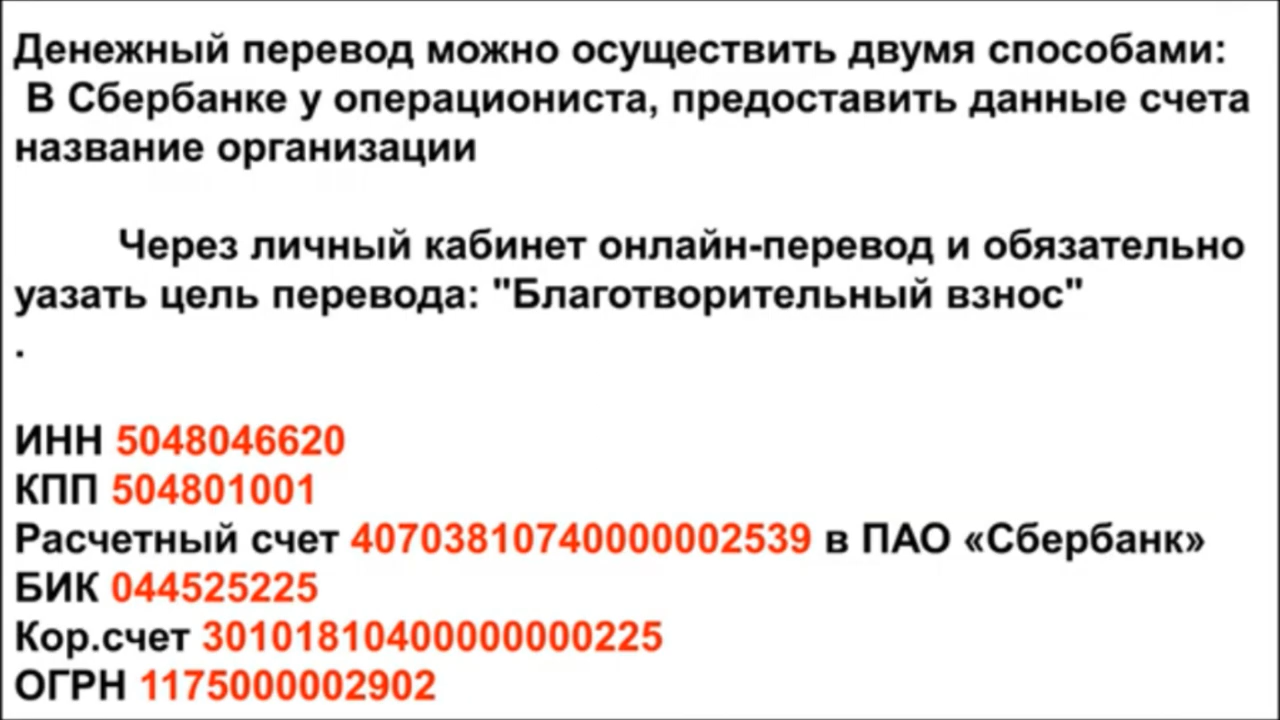 Денежный перевод можно осуществить двумя способами:
В Сбербанке у операциониста, предоставить данные счета
название организации
Через личный кабинет онлайн-перевод и обязательно
уазать цель перевода: "Благотворительный взнос"
.
ИНН 5048046620
КПП 504801001
Расчетный счет 40703810740000002539 в ПАО «Сбербанк»
БИК 044525225
Кор.счет 30101810400000000225
ОГРН 1175000002902